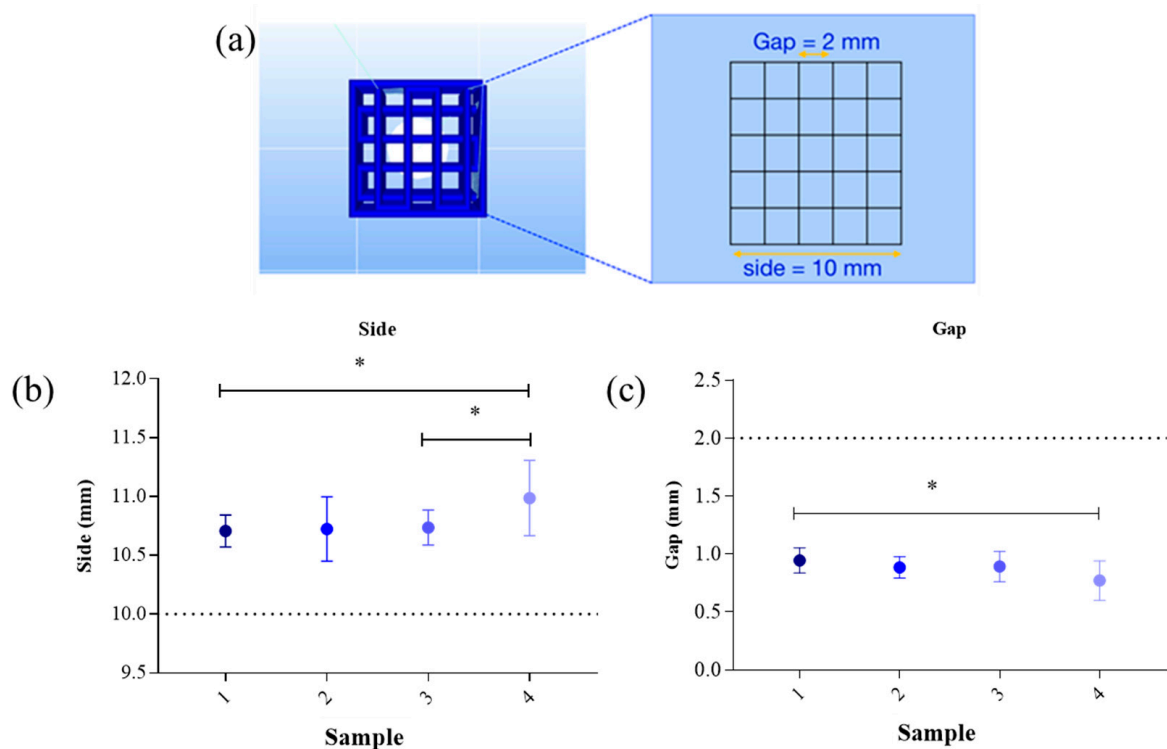 (a)
Gap = 2 mm
side = 10 mm
Side
Gap
(b)
*
*
12.0
11.5
11.0
10.5
10.0
9.5
Side (mm)
1
2
3
4
Sample
(c)
*
2.5
2.0
1.5
1.0
0.5
0.0
Gap (mm)
1
2
3
4
Sample